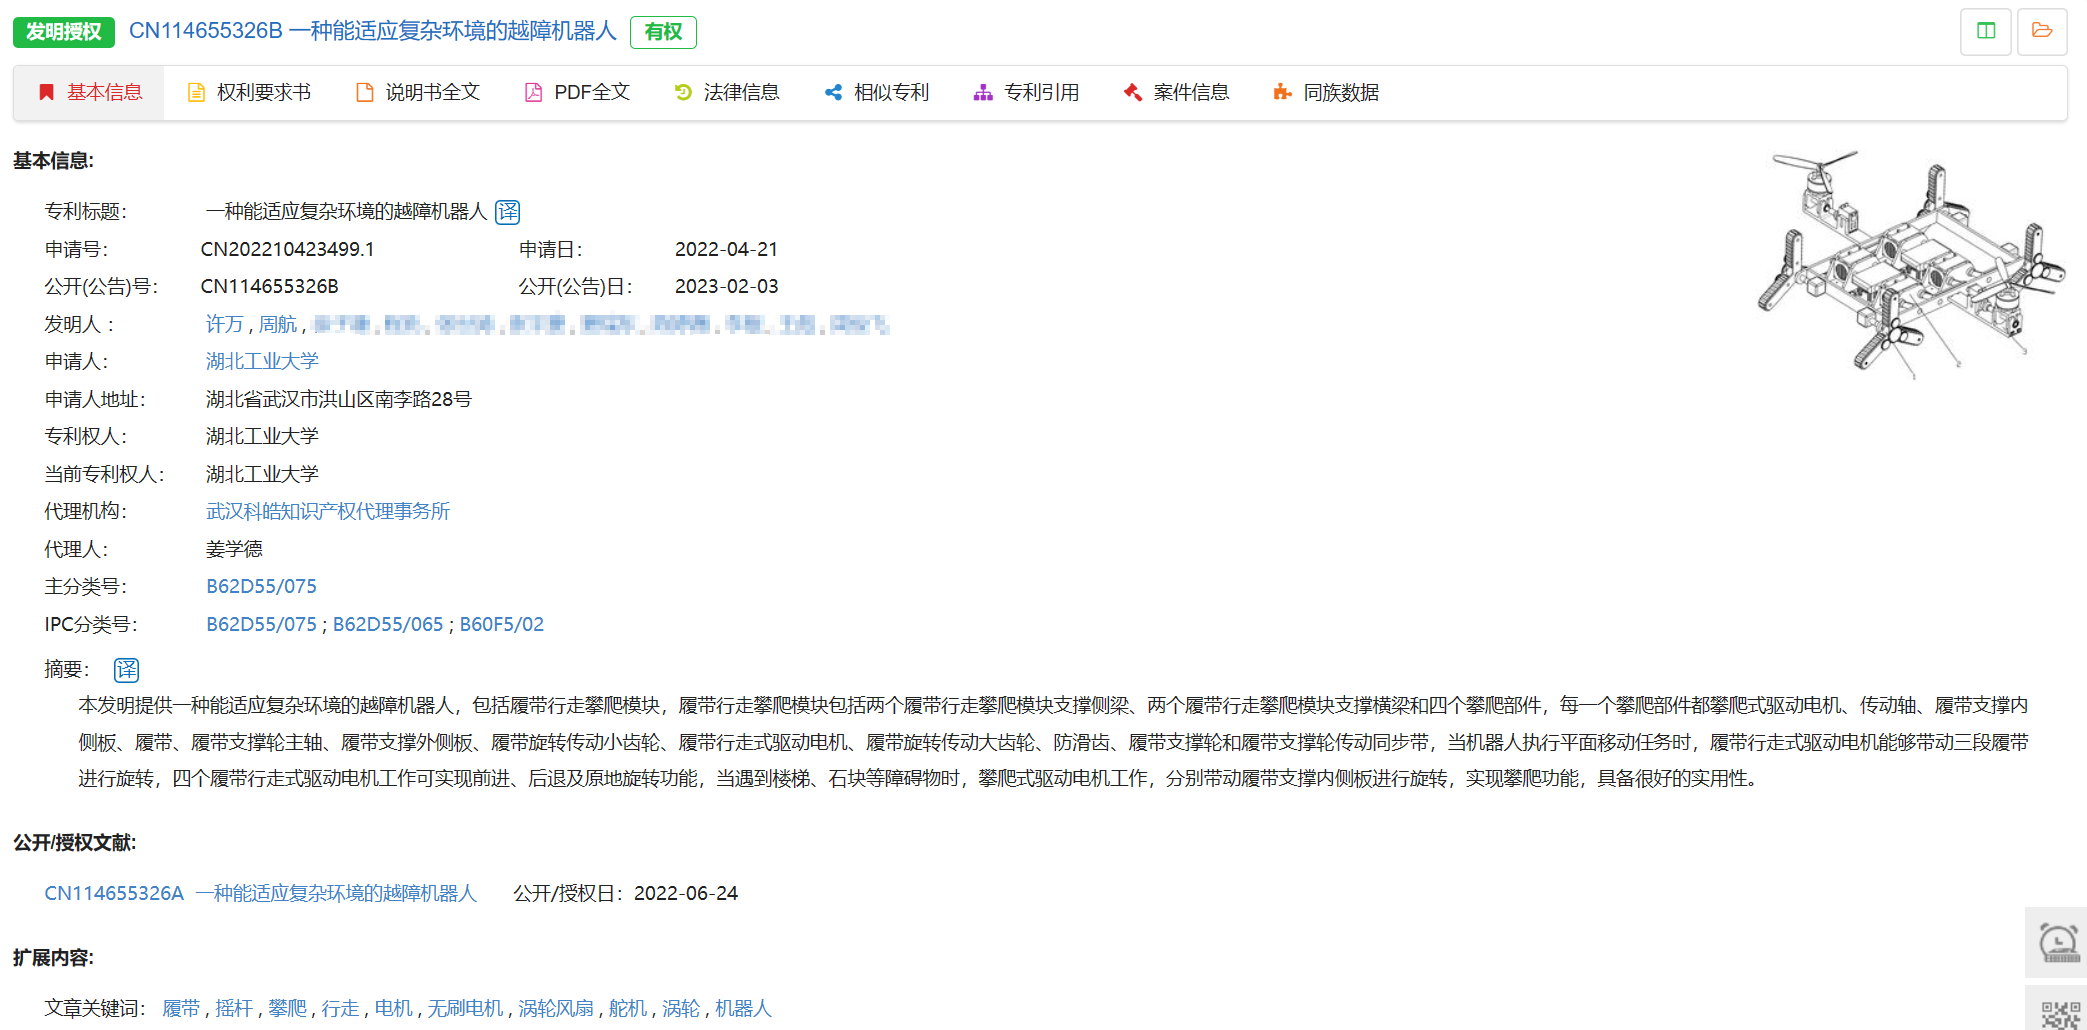 发明授权 CN114655326B 一种能适应复杂环境的越障机器人 有权
基本信息 权利要求书 说明书全文 PDF全文 法律信息 相似专利 专利引用 案件信息 同族数据
基本信息:
专利标题： 一种能适应复杂环境的越障机器人 译
申请号： CN202210423499.1 申请日： 2022-04-21
公开(公告)号： CN114655326B 公开(公告)日： 2023-02-03
发明人： 许万 , 周航 ,
申请人： 湖北工业大学
申请人地址： 湖北省武汉市洪山区南李路28号
专利权人： 湖北工业大学
当前专利权人： 湖北工业大学
代理机构： 武汉科皓知识产权代理事务所
代理人： 姜学德
主分类号： B62D55/075
IPC分类号： B62D55/075 ; B62D55/065 ; B60F5/02
摘要： 译
本发明提供一种能适应复杂环境的越障机器人，包括履带行走攀爬模块，履带行走攀爬模块包括两个履带行走攀爬模块支撑侧梁、两个履带行走攀爬模块支撑横梁和四个攀爬部件，每一个攀爬部件都攀爬式驱动电机、传动轴、履带支撑内
侧板、履带、履带支撑轮主轴、履带支撑外侧板、履带旋转传动小齿轮、履带行走式驱动电机、履带旋转传动大齿轮、防滑齿、履带支撑轮和履带支撑轮传动同步带，当机器人执行平面移动任务时，履带行走式驱动电机能够带动三段履带
进行旋转，四个履带行走式驱动电机工作可实现前进、后退及原地旋转功能，当遇到楼梯、石块等障碍物时，攀爬式驱动电机工作，分别带动履带支撑内侧板进行旋转，实现攀爬功能，具备很好的实用性。
1 2 3
公开/授权文献:
CN114655326A 一种能适应复杂环境的越障机器人 公开/授权日：2022-06-24
扩展内容:
文章关键词： 履带 , 摇杆 , 攀爬 , 行走 , 电机 , 无刷电机 , 涡轮风扇 , 舵机 , 涡轮 , 机器人